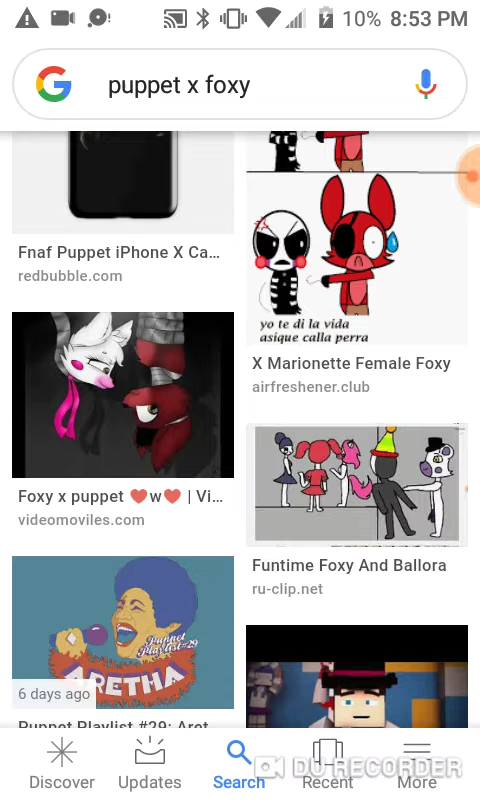 10% 8:53 PM
puppet x foxy
Fnaf Puppet iPhone X Ca...
redbubble.com
yo te di la vida
asique calla perra
X Marionette Female Foxy
airfreshener.club
Foxy x puppet ❤️w❤️ | Vi...
videomoviles.com
Funtime Foxy And Ballora
ru-clip.net
Puppet
Playlist#29
ARETHA
6 days ago
Puppet Playlist #29: Aret
DU RECORDER
Discover Updates Search Recent More